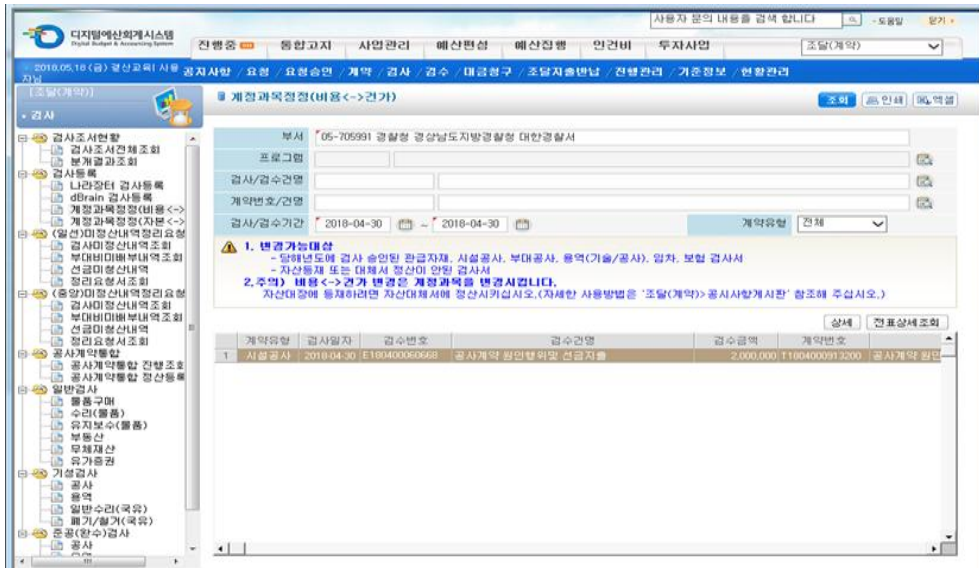 사용자 문의 내용을 검색 합니다
도움말
닫기
디지털예산회계시스템
Digital Budget & Accounting System
진행중 통합고지 사업관리 예산편성 예산집행 인건비 투자사업 조달(계약)
2018.05.18 (금) 결산교육I 사용자님
공지사항 / 요청 / 요청승인 / 계약 / 검사 / 검수 / 대금청구 / 조달지출반납 / 진행관리 / 기준정보 / 현황관리
[조달(계약)]
검사
계정과목정정(비용<->건가)
조회 인쇄 엑셀
검사조서현황
검사조서전체조회
분개결과조회
검사등록
나라장터 검사등록
dBrain 검사등록
계정과목정정(비용<->
계정과목정정(자본<->
(일선)미정산내역정리요청
검사미정산내역조회
부대비미배부내역조회
선급미정산내역
정리요청서조회
(중앙)미정산내역정리요청
검사미정산내역조회
부대비미배부내역조회
선급미정산내역
정리요청서조회
공사계약통합
공사계약통합 진행조회
공사계약통합 정산등록
일반검사
물품구매
수리(물품)
유지보수(물품)
부동산
무체재산
유가증권
기성검사
공사
용역
일반수리(국유)
폐기/철거(국유)
준공(완수)검사
공사
부서 05-705991 경찰청 경상남도지방경찰청 대한경찰서
프로그램
검사/검수건명
계약번호/건명
검사/검수기간 2018-04-30 ~ 2018-04-30 계약유형 전체
1. 변경가능대상
- 당해년도에 검사 승인된 관급자재, 시설공사, 부대공사, 용역(기술/공사), 임차, 보험 검사서
- 자산등재 또는 대체서 정산이 안된 검사서
2.주의) 비용<->건가 변경은 계정과목을 변경시킵니다.
자산대장에 등재하려면 자산대체서에 정산시키십시오.(자세한 사용방법은 '조달(계약)>공시사항게시판' 참조해 주십시오.)
상세 전표상세조회
계약유형 검사일자 검수번호 검수건명 검수금액 계약번호
1 시설공사 2018-04-30 E180400060668 공사계약 원인행위및 선금지출 2,000,000 T1804000913200 공사계약 원인